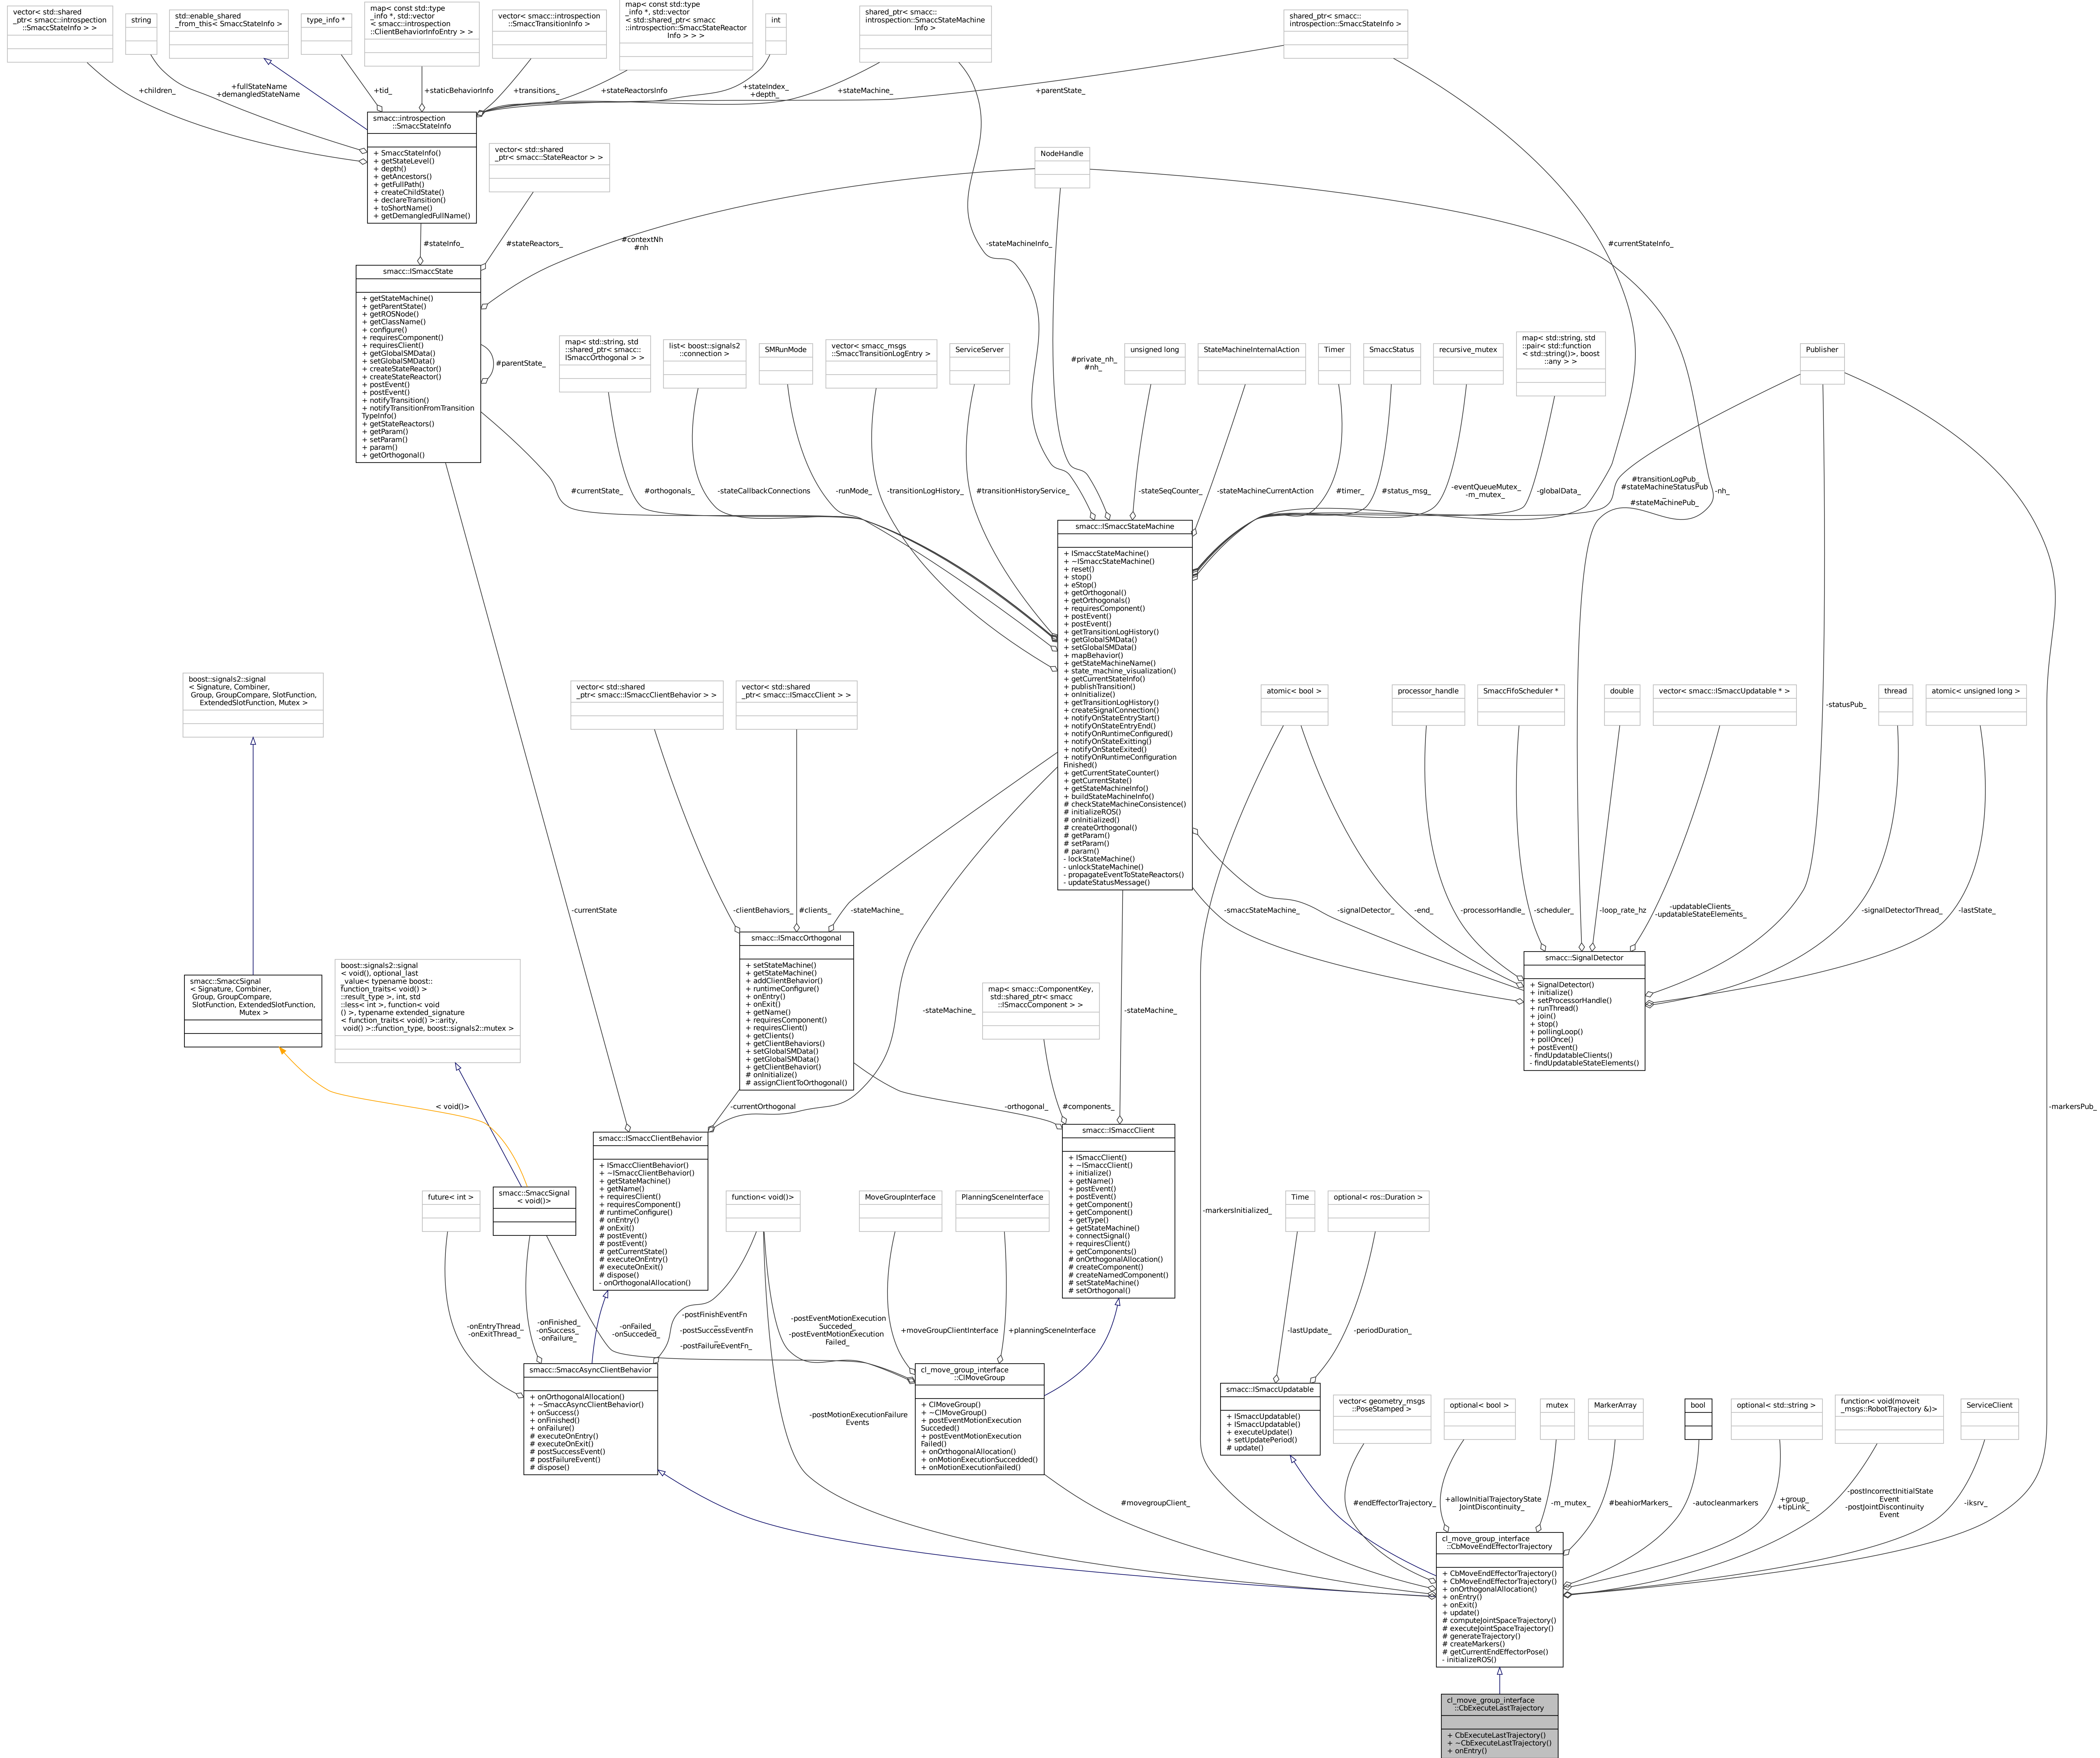 vector< std::shared
_ptr< smacc::introspection
::SmaccStateInfo > >
string
std::enable_shared
_from_this< SmaccStateInfo >
type_info *
map< const std::type
_info *, std::vector
< smacc::introspection
::ClientBehaviorInfoEntry > >
vector< smacc::introspection
::SmaccTransitionInfo >
map< const std::type
_info *, std::vector
< std::shared_ptr< smacc
::introspection::SmaccStateReactor
Info > > >
int
shared_ptr< smacc::
introspection::SmaccStateMachine
Info >
shared_ptr< smacc::
introspection::SmaccStateInfo >
+children_
+fullStateName
+demangledStateName
+tid_
+staticBehaviorInfo
+transitions_
+stateReactorsInfo
+stateIndex_
+depth_
+stateMachine_
+parentState_
smacc::introspection
::SmaccStateInfo
+ SmaccStateInfo()
+ getStateLevel()
+ depth()
+ getAncestors()
+ getFullPath()
+ createChildState()
+ declareTransition()
+ toShortName()
+ getDemangledFullName()
vector< std::shared
_ptr< smacc::StateReactor > >
NodeHandle
#stateInfo_
#stateReactors_
#contextNh
#nh
-stateMachineInfo_
#currentStateInfo_
smacc::ISmaccState
+ getStateMachine()
+ getParentState()
+ getROSNode()
+ getClassName()
+ configure()
+ requiresComponent()
+ requiresClient()
+ getGlobalSMData()
+ setGlobalSMData()
+ createStateReactor()
+ createStateReactor()
+ postEvent()
+ postEvent()
+ notifyTransition()
+ notifyTransitionFromTransition
TypeInfo()
+ getStateReactors()
+ getParam()
+ setParam()
+ param()
+ getOrthogonal()
#parentState_
map< std::string, std
::shared_ptr< smacc::
ISmaccOrthogonal > >
list< boost::signals2
::connection >
SMRunMode
vector< smacc_msgs
::SmaccTransitionLogEntry >
ServiceServer
#private_nh_
#nh_
unsigned long
StateMachineInternalAction
Timer
SmaccStatus
recursive_mutex
map< std::string, std
::pair< std::function
< std::string()>, boost
::any > >
Publisher
#currentState_
#orthogonals_
-stateCallbackConnections
-runMode_
-transitionLogHistory_
#transitionHistoryService_
-stateSeqCounter_
-stateMachineCurrentAction
#timer_
#status_msg_
-eventQueueMutex_
-m_mutex_
-globalData_
#transitionLogPub_
#stateMachineStatusPub
_
#stateMachinePub_
-nh_
smacc::ISmaccStateMachine
+ ISmaccStateMachine()
+ ~ISmaccStateMachine()
+ reset()
+ stop()
+ eStop()
+ getOrthogonal()
+ getOrthogonals()
+ requiresComponent()
+ postEvent()
+ postEvent()
+ getTransitionLogHistory()
+ getGlobalSMData()
+ setGlobalSMData()
+ mapBehavior()
+ getStateMachineName()
+ state_machine_visualization()
+ getCurrentStateInfo()
+ publishTransition()
+ onInitialize()
+ getTransitionLogHistory()
+ createSignalConnection()
+ notifyOnStateEntryStart()
+ notifyOnStateEntryEnd()
+ notifyOnRuntimeConfigured()
+ notifyOnStateExitting()
+ notifyOnStateExited()
+ notifyOnRuntimeConfiguration
Finished()
+ getCurrentStateCounter()
+ getCurrentState()
+ getStateMachineInfo()
+ buildStateMachineInfo()
# checkStateMachineConsistence()
# initializeROS()
# onInitialized()
# createOrthogonal()
# getParam()
# setParam()
# param()
- lockStateMachine()
- unlockStateMachine()
- propagateEventToStateReactors()
- updateStatusMessage()
boost::signals2::signal
< Signature, Combiner,
Group, GroupCompare, SlotFunction,
ExtendedSlotFunction, Mutex >
vector< std::shared
_ptr< smacc::ISmaccClientBehavior > >
vector< std::shared
_ptr< smacc::ISmaccClient > >
atomic< bool >
processor_handle
SmaccFifoScheduler *
double
vector< smacc::ISmaccUpdatable * >
-statusPub_
thread
atomic< unsigned long >
-currentState
-clientBehaviors_
#clients_
-stateMachine_
-smaccStateMachine_
-signalDetector_
-end_
-processorHandle_
-scheduler_
-loop_rate_hz
-updatableClients_
-updatableStateElements_
-signalDetectorThread_
-lastState_
smacc::ISmaccOrthogonal
+ setStateMachine()
+ getStateMachine()
+ addClientBehavior()
+ runtimeConfigure()
+ onEntry()
+ onExit()
+ getName()
+ requiresComponent()
+ requiresClient()
+ getClients()
+ getClientBehaviors()
+ setGlobalSMData()
+ getGlobalSMData()
+ getClientBehavior()
# onInitialize()
# assignClientToOrthogonal()
smacc::SignalDetector
+ SignalDetector()
+ initialize()
+ setProcessorHandle()
+ runThread()
+ join()
+ stop()
+ pollingLoop()
+ pollOnce()
+ postEvent()
- findUpdatableClients()
- findUpdatableStateElements()
smacc::SmaccSignal
< Signature, Combiner,
Group, GroupCompare,
SlotFunction, ExtendedSlotFunction,
Mutex >
boost::signals2::signal
< void(), optional_last
_value< typename boost::
function_traits< void() >
::result_type >, int, std
::less< int >, function< void
() >, typename extended_signature
< function_traits< void() >::arity,
void() >::function_type, boost::signals2::mutex >
-stateMachine_
map< smacc::ComponentKey,
std::shared_ptr< smacc
::ISmaccComponent > >
-stateMachine_
< void()>
-currentOrthogonal
-orthogonal_
#components_
-markersPub_
smacc::ISmaccClientBehavior
+ ISmaccClientBehavior()
+ ~ISmaccClientBehavior()
+ getStateMachine()
+ getName()
+ requiresClient()
+ requiresComponent()
# runtimeConfigure()
# onEntry()
# onExit()
# postEvent()
# postEvent()
# getCurrentState()
# executeOnEntry()
# executeOnExit()
# dispose()
- onOrthogonalAllocation()
smacc::ISmaccClient
+ ISmaccClient()
+ ~ISmaccClient()
+ initialize()
+ getName()
+ postEvent()
+ postEvent()
+ getComponent()
+ getComponent()
+ getType()
+ getStateMachine()
+ connectSignal()
+ requiresClient()
+ getComponents()
# onOrthogonalAllocation()
# createComponent()
# createNamedComponent()
# setStateMachine()
# setOrthogonal()
future< int >
smacc::SmaccSignal
< void()>
function< void()>
MoveGroupInterface
PlanningSceneInterface
-markersInitialized_
Time
optional< ros::Duration >
-onEntryThread_
-onExitThread_
-onFinished_
-onSuccess_
-onFailure_
-onFailed_
-onSucceded_
-postFinishEventFn
_
-postSuccessEventFn
_
-postFailureEventFn_
-postEventMotionExecution
Succeded_
-postEventMotionExecution
Failed_
+moveGroupClientInterface
+planningSceneInterface
-lastUpdate_
-periodDuration_
smacc::SmaccAsyncClientBehavior
+ onOrthogonalAllocation()
+ ~SmaccAsyncClientBehavior()
+ onSuccess()
+ onFinished()
+ onFailure()
# executeOnEntry()
# executeOnExit()
# postSuccessEvent()
# postFailureEvent()
# dispose()
-postMotionExecutionFailure
Events
cl_move_group_interface
::ClMoveGroup
+ ClMoveGroup()
+ ~ClMoveGroup()
+ postEventMotionExecution
Succeded()
+ postEventMotionExecution
Failed()
+ onOrthogonalAllocation()
+ onMotionExecutionSuccedded()
+ onMotionExecutionFailed()
smacc::ISmaccUpdatable
+ ISmaccUpdatable()
+ ISmaccUpdatable()
+ executeUpdate()
+ setUpdatePeriod()
# update()
vector< geometry_msgs
::PoseStamped >
optional< bool >
mutex
MarkerArray
bool
optional< std::string >
function< void(moveit
_msgs::RobotTrajectory &)>
ServiceClient
#movegroupClient_
#endEffectorTrajectory_
+allowInitialTrajectoryState
JointDiscontinuity_
-m_mutex_
#beahiorMarkers_
-autocleanmarkers
+group_
+tipLink_
-postIncorrectInitialState
Event
-postJointDiscontinuity
Event
-iksrv_
cl_move_group_interface
::CbMoveEndEffectorTrajectory
+ CbMoveEndEffectorTrajectory()
+ CbMoveEndEffectorTrajectory()
+ onOrthogonalAllocation()
+ onEntry()
+ onExit()
+ update()
# computeJointSpaceTrajectory()
# executeJointSpaceTrajectory()
# generateTrajectory()
# createMarkers()
# getCurrentEndEffectorPose()
- initializeROS()
cl_move_group_interface
::CbExecuteLastTrajectory
+ CbExecuteLastTrajectory()
+ ~CbExecuteLastTrajectory()
+ onEntry()